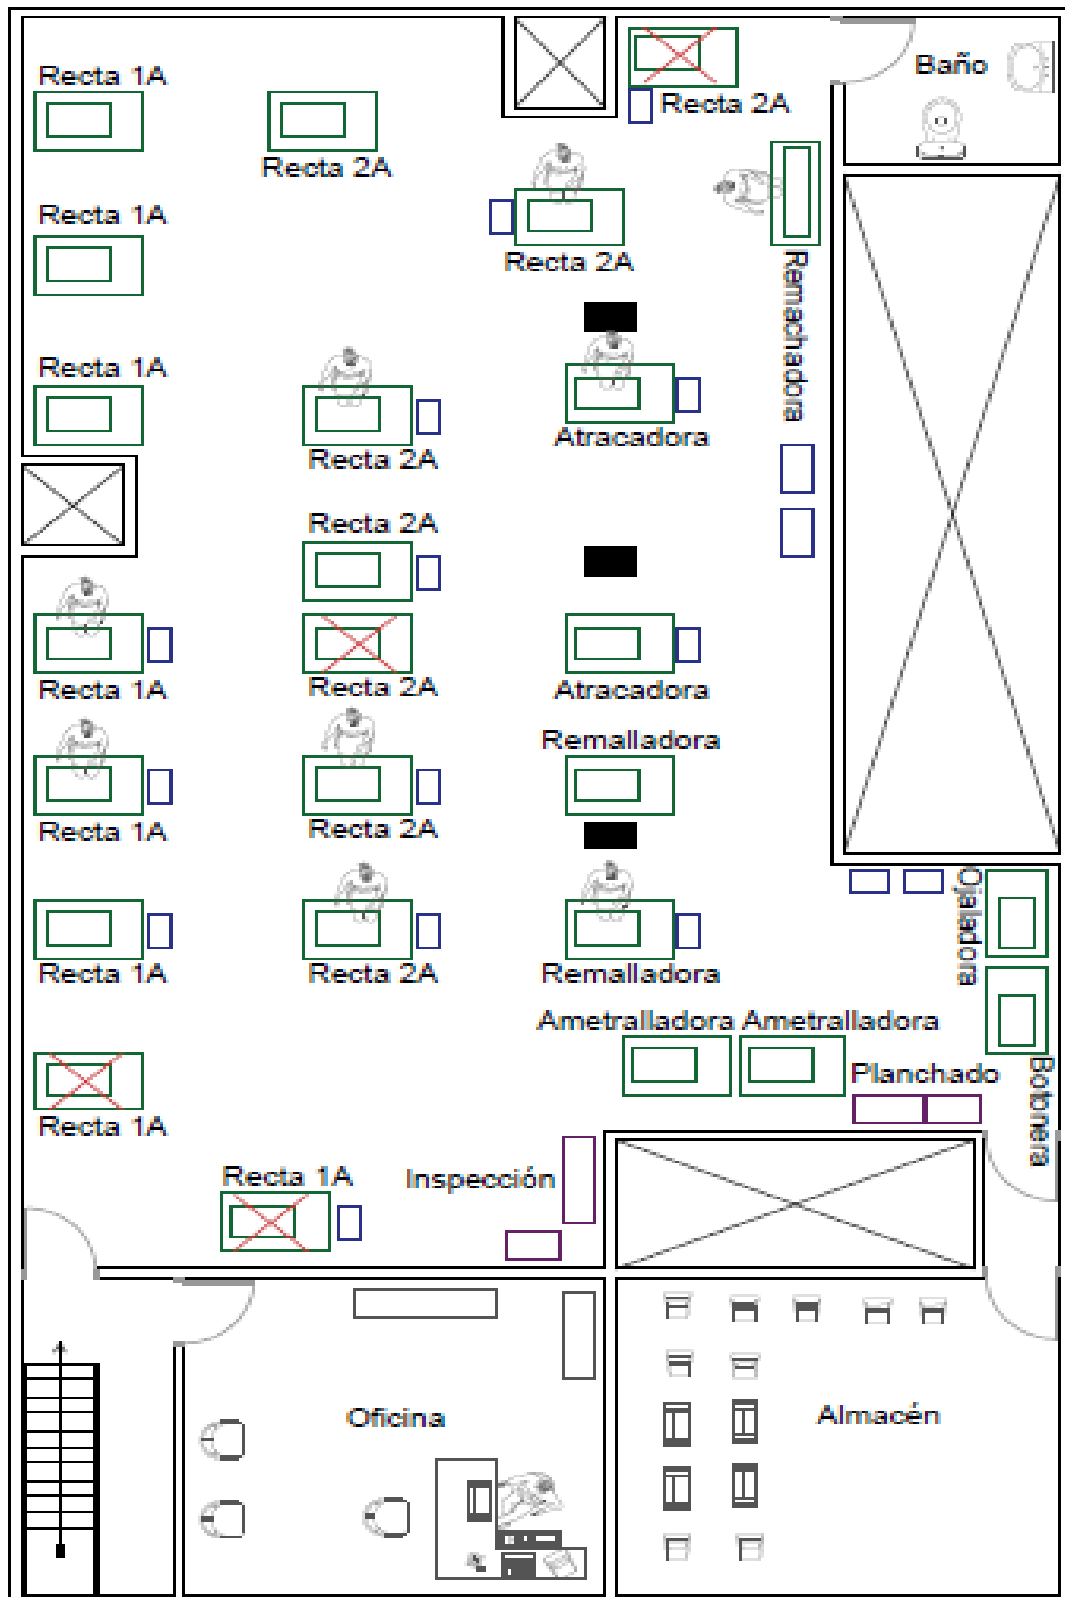 Recta 1A
Baño
Recta 2A
Recta 2A
Recta 1A
Recta 2A
Remachadora
Recta 1A
Atracadora
Recta 2A
Recta 2A
Recta 1A
Recta 2A
Atracadora
Remalladora
Recta 1A
Recta 2A
Ojaladora
Recta 1A
Recta 2A
Remalladora
Ametralladora
Ametralladora
Planchado
Botonera
Recta 1A
Recta 1A
Inspección
Oficina
Almacén